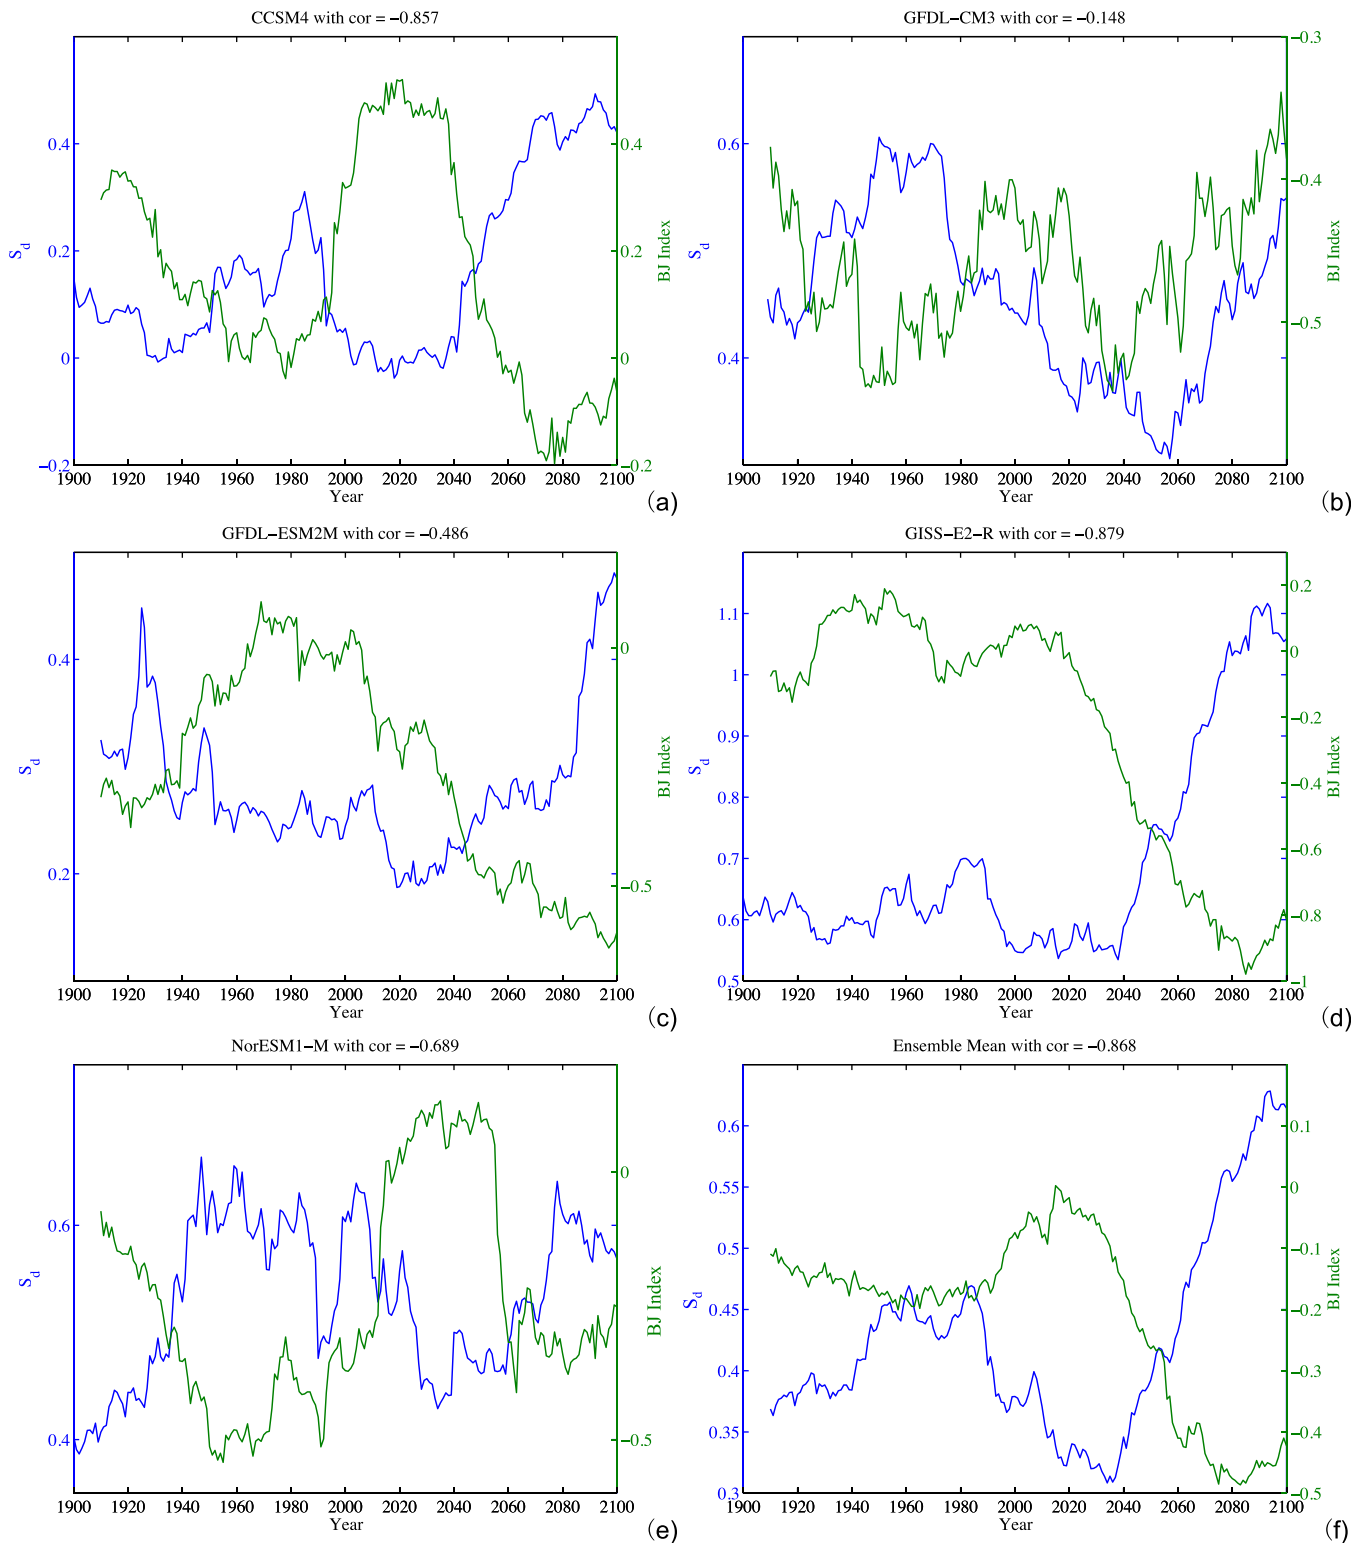 CCSM4 with cor = −0.857
0.4
0.2
0
−0.2
S_d
0.4
0.2
0
−0.2
BJ Index
1900 1920 1940 1960 1980 2000 2020 2040 2060 2080 2100
Year
(a)
GFDL−CM3 with cor = −0.148
0.6
0.4
S_d
−0.3
−0.4
−0.5
BJ Index
1900 1920 1940 1960 1980 2000 2020 2040 2060 2080 2100
Year
(b)
GFDL−ESM2M with cor = −0.486
0.4
0.2
S_d
0
−0.5
BJ Index
1900 1920 1940 1960 1980 2000 2020 2040 2060 2080 2100
Year
(c)
GISS−E2−R with cor = −0.879
1.1
1
0.9
0.8
0.7
0.6
0.5
S_d
0.2
0
−0.2
−0.4
−0.6
−0.8
−1
BJ Index
1900 1920 1940 1960 1980 2000 2020 2040 2060 2080 2100
Year
(d)
NorESM1−M with cor = −0.689
0.6
0.4
S_d
0
−0.5
BJ Index
1900 1920 1940 1960 1980 2000 2020 2040 2060 2080 2100
Year
(e)
Ensemble Mean with cor = −0.868
0.6
0.55
0.5
0.45
0.4
0.35
0.3
S_d
0.1
0
−0.1
−0.2
−0.3
−0.4
−0.5
BJ Index
1900 1920 1940 1960 1980 2000 2020 2040 2060 2080 2100
Year
(f)